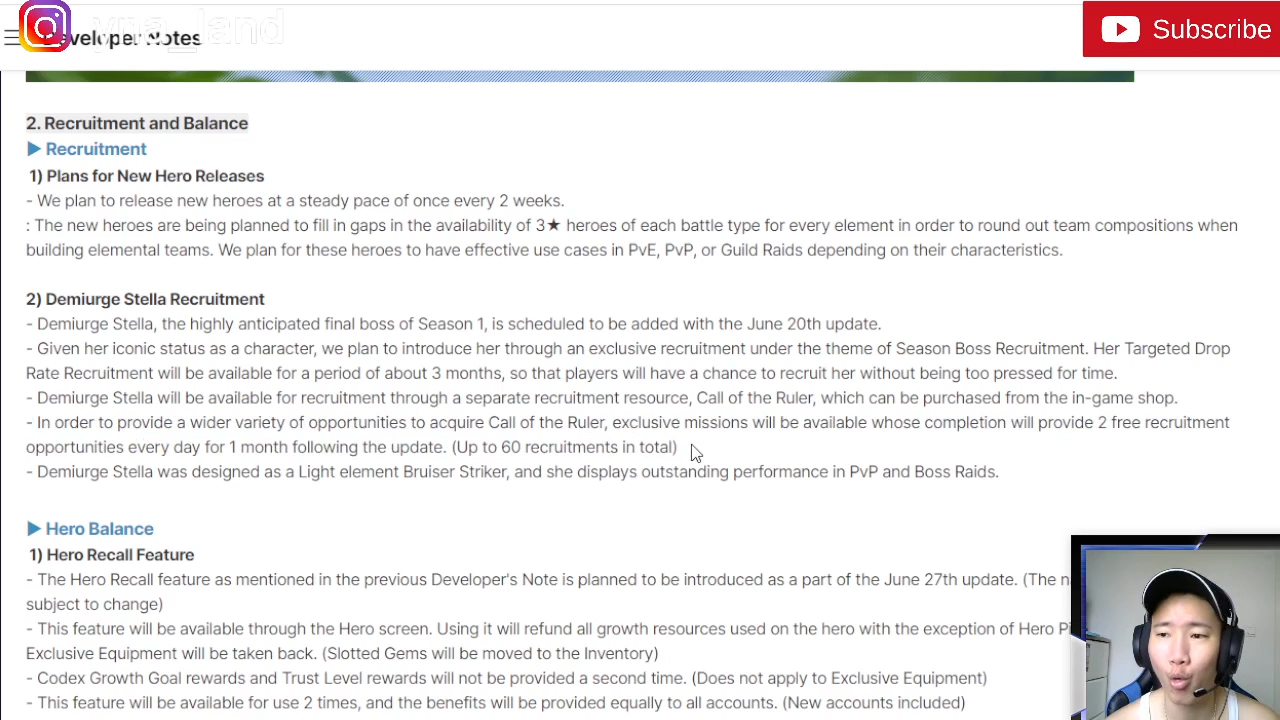 yna_land
Developer Notes
Subscribe
2. Recruitment and Balance
▶ Recruitment
1) Plans for New Hero Releases
- We plan to release new heroes at a steady pace of once every 2 weeks.
: The new heroes are being planned to fill in gaps in the availability of 3★ heroes of each battle type for every element in order to round out team compositions when
building elemental teams. We plan for these heroes to have effective use cases in PvE, PvP, or Guild Raids depending on their characteristics.
2) Demiurge Stella Recruitment
- Demiurge Stella, the highly anticipated final boss of Season 1, is scheduled to be added with the June 20th update.
- Given her iconic status as a character, we plan to introduce her through an exclusive recruitment under the theme of Season Boss Recruitment. Her Targeted Drop
Rate Recruitment will be available for a period of about 3 months, so that players will have a chance to recruit her without being too pressed for time.
- Demiurge Stella will be available for recruitment through a separate recruitment resource, Call of the Ruler, which can be purchased from the in-game shop.
- In order to provide a wider variety of opportunities to acquire Call of the Ruler, exclusive missions will be available whose completion will provide 2 free recruitment
opportunities every day for 1 month following the update. (Up to 60 recruitments in total)
- Demiurge Stella was designed as a Light element Bruiser Striker, and she displays outstanding performance in PvP and Boss Raids.
▶ Hero Balance
1) Hero Recall Feature
- The Hero Recall feature as mentioned in the previous Developer's Note is planned to be introduced as a part of the June 27th update. (The
subject to change)
- This feature will be available through the Hero screen. Using it will refund all growth resources used on the hero with the exception of Hero
Exclusive Equipment will be taken back. (Slotted Gems will be moved to the Inventory)
- Codex Growth Goal rewards and Trust Level rewards will not be provided a second time. (Does not apply to Exclusive Equipment)
- This feature will be available for use 2 times, and the benefits will be provided equally to all accounts. (New accounts included)